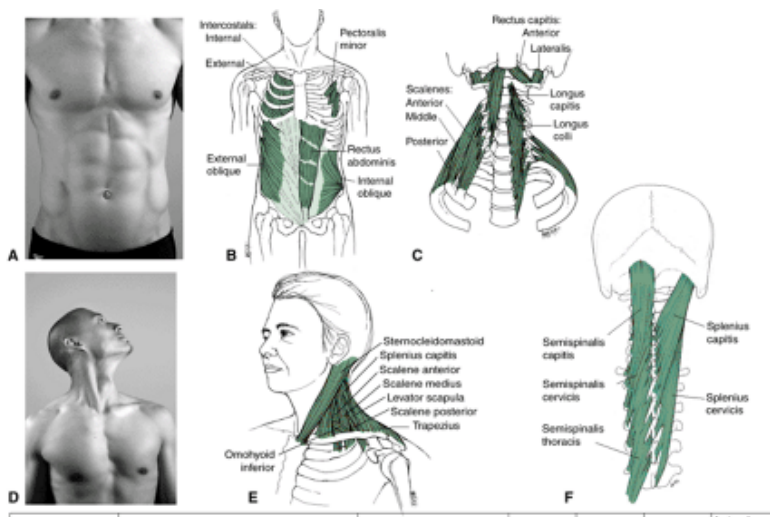 Intercostals:
Internal
External
Pectoralis
minor
External
oblique
Rectus
abdominis
Internal
oblique
A
B
Rectus capitis:
Anterior
Lateralis
Scalenes:
Anterior
Middle
Posterior
Longus
capitis
Longus
colli
C
D
Sternocleidomastoid
Splenius capitis
Scalene anterior
Scalene medius
Levator scapula
Scalene posterior
Trapezius
Omohyoid
inferior
E
Semispinalis
capitis
Semispinalis
cervicis
Semispinalis
thoracis
Splenius
capitis
Splenius
cervicis
F